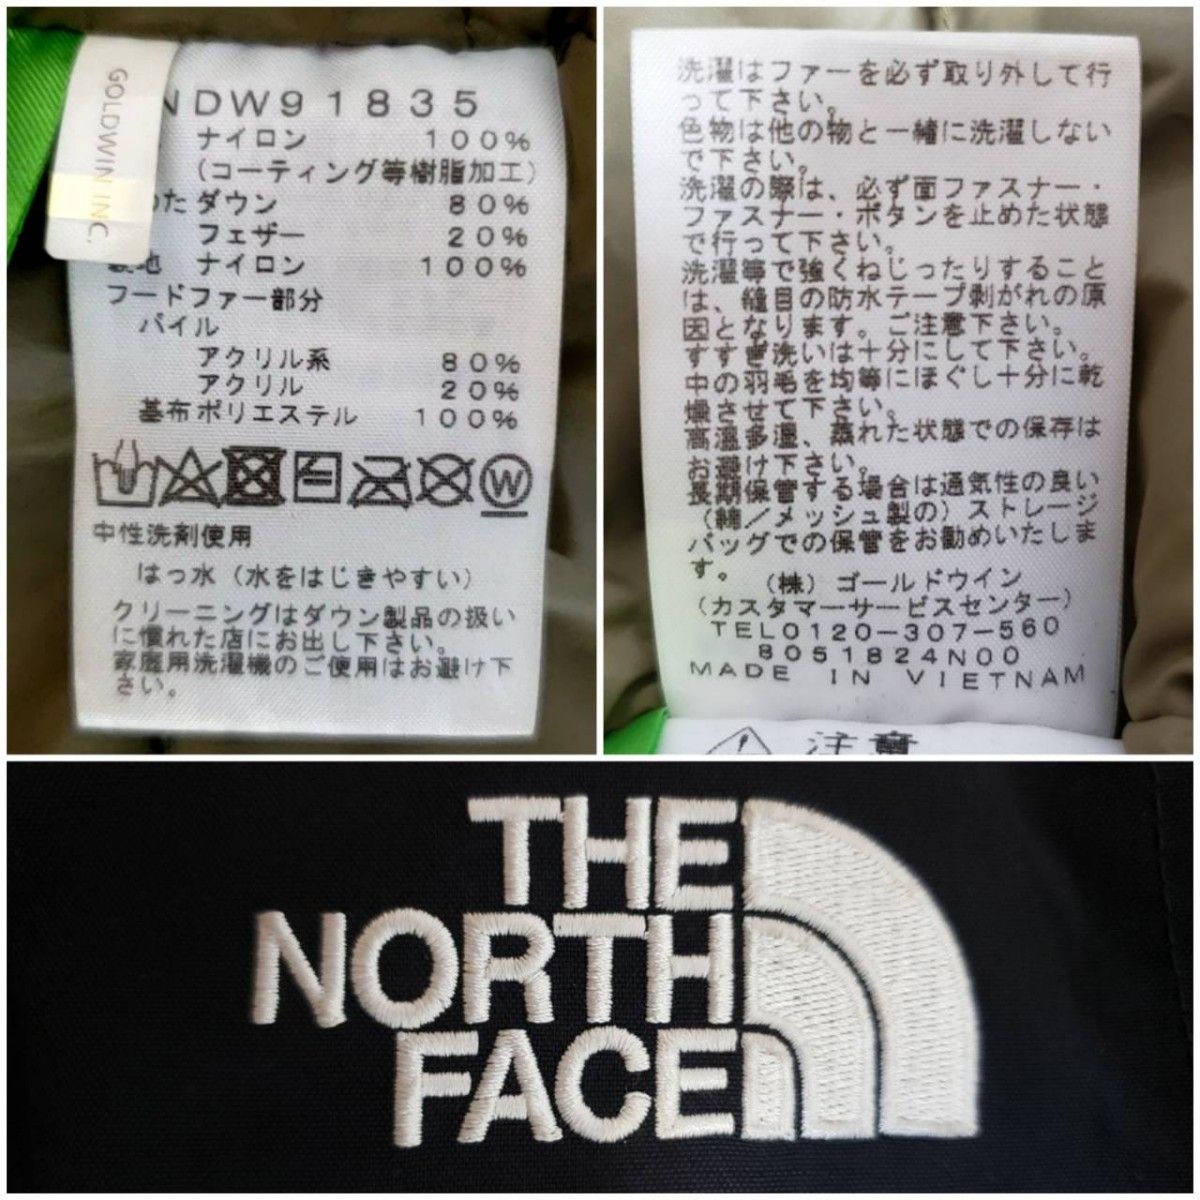 GOLDWIN INC.
NDW91835
ナイロン 100%
(コーティング等樹脂加工)
わた ダウン 80%
フェザー 20%
裏地 ナイロン 100%
フードファー部分
パイル
アクリル系 80%
アクリル 20%
基布 ポリエステル 100%
W
中性洗剤使用
はっ水(水をはじきやすい)
クリーニングはダウン製品の扱い
に慣れた店にお出し下さい。
家庭用洗濯機のご使用はお避け下
さい。
洗濯はファーを必ず取り外して行
って下さい。
色物は他の物と一緒に洗濯しない
で下さい。
洗濯の際は、必ず面ファスナー・
ファスナー・ボタンを止めた状態
で行って下さい。
洗濯等で強くねじったりすること
は、縫目の防水テープ剥がれの原
因となります。ご注意下さい。
すすぎ洗いは十分にして下さい。
中の羽毛を均等にほぐし十分に乾
燥させて下さい。
高温多湿、蒸れた状態での保存は
お避け下さい。
長期保管する場合は通気性の良い
(綿/メッシュ製の)ストレージ
バッグでの保管をお勧めいたしま
す。
(株)ゴールドウイン
(カスタマーサービスセンター)
TEL0120-307-560
8051824N00
MADE IN VIETNAM
注意
THE
NORTH
FACE